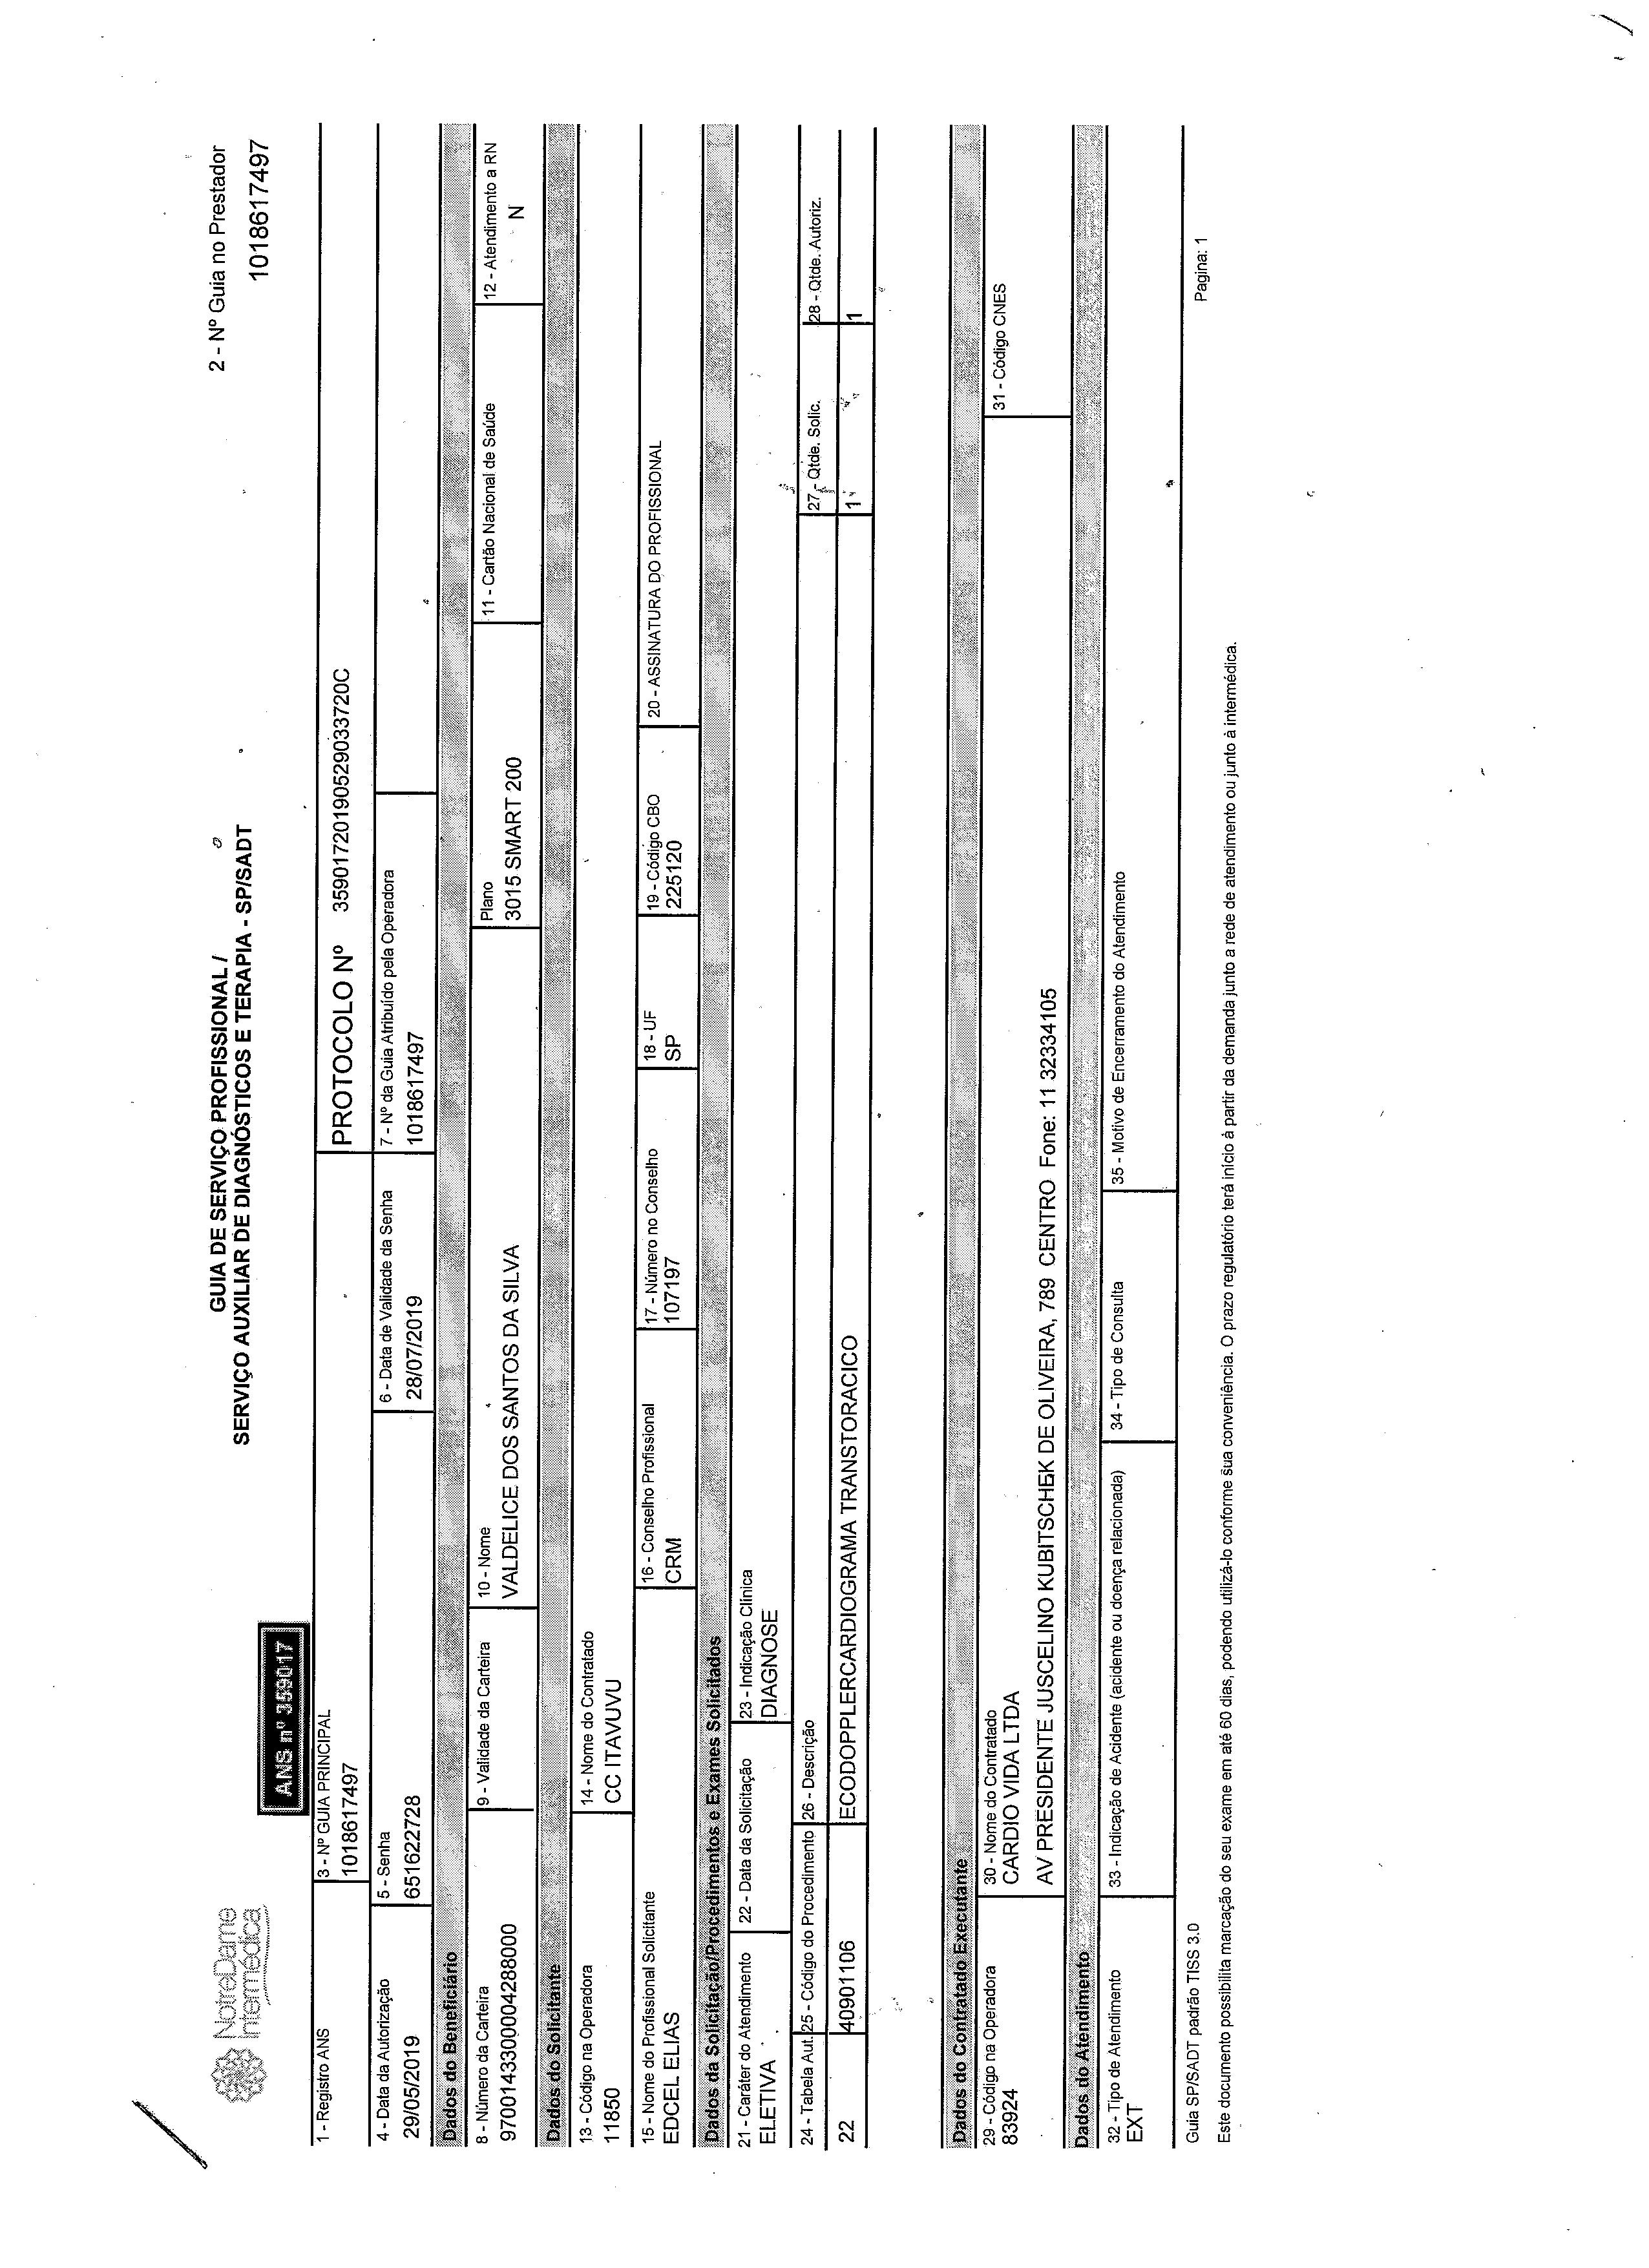 NotreDame
Intermédica
GUIA DE SERVIÇO PROFISSIONAL /
SERVIÇO AUXILIAR DE DIAGNÓSTICOS E TERAPIA - SP/SADT
2 - Nº Guia no Prestador
1018617497
ANS nº 359017
1 - Registro ANS
3 - Nº GUIA PRINCIPAL
1018617497
PROTOCOLO Nº 35901720190529033720C
4 - Data da Autorização
29/05/2019
5 - Senha
651622728
6 - Data de Validade da Senha
28/07/2019
7 - Nº da Guia Atribuído pela Operadora
1018617497
Dados do Beneficiário
8 - Número da Carteira
9700143300004288000
9 - Validade da Carteira
10 - Nome
VALDELICE DOS SANTOS DA SILVA
Plano
3015 SMART 200
11 - Cartão Nacional de Saúde
12 - Atendimento a RN
N
Dados do Solicitante
13 - Código na Operadora
11850
14 - Nome do Contratado
CC ITAVUVU
15 - Nome do Profissional Solicitante
EDCEL ELIAS
16 - Conselho Profissional
CRM
17 - Número no Conselho
107197
18 - UF
SP
19 - Código CBO
225120
20 - ASSINATURA DO PROFISSIONAL
Dados da Solicitação/Procedimentos e Exames Solicitados
21 - Caráter do Atendimento
ELETIVA
22 - Data da Solicitação
23 - Indicação Clínica
DIAGNOSE
24 - Tabela Aut. 25 - Código do Procedimento 26 - Descrição 27 - Qtde. Solic. 28 - Qtde. Autoriz.
22 40901106 ECODOPPLERCARDIOGRAMA TRANSTORACICO 1 1
Dados do Contratado Executante
29 - Código na Operadora
83924
30 - Nome do Contratado
CARDIO VIDA LTDA
AV PRESIDENTE JUSCELINO KUBITSCHEK DE OLIVEIRA, 789 CENTRO Fone: 11 32334105
31 - Código CNES
Dados do Atendimento
32 - Tipo de Atendimento
EXT
33 - Indicação de Acidente (acidente ou doença relacionada)
34 - Tipo de Consulta
35 - Motivo de Encerramento do Atendimento
Guia SP/SADT padrão TISS 3.0
Pagina: 1
Este documento possibilita marcação do seu exame em até 60 dias, podendo utilizá-lo conforme sua conveniência. O prazo regulatório terá início à partir da demanda junto a rede de atendimento ou junto à intermédica.